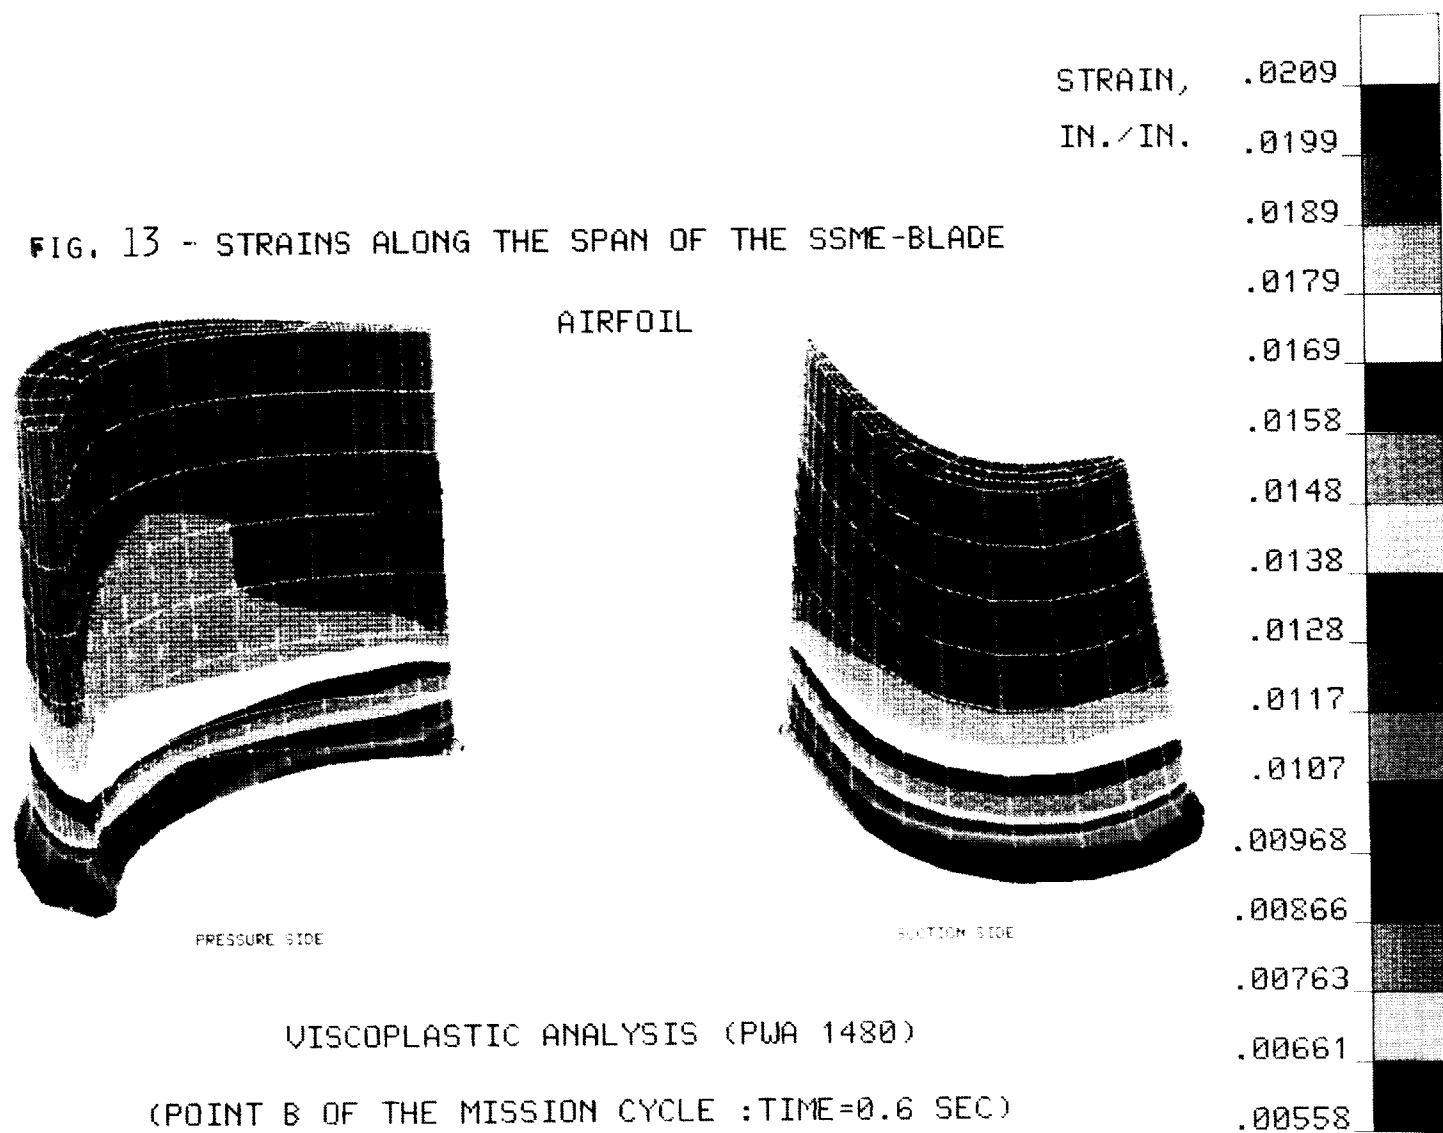 STRAIN,
IN./IN.
.0209
.0199
.0189
.0179
.0169
.0158
.0148
.0138
.0128
.0117
.0107
.00968
.00866
.00763
.00661
.00558
FIG. 13 - STRAINS ALONG THE SPAN OF THE SSME-BLADE
AIRFOIL
PRESSURE SIDE
SUCTION SIDE
VISCOPLASTIC ANALYSIS (PWA 1480)
(POINT B OF THE MISSION CYCLE :TIME=0.6 SEC)